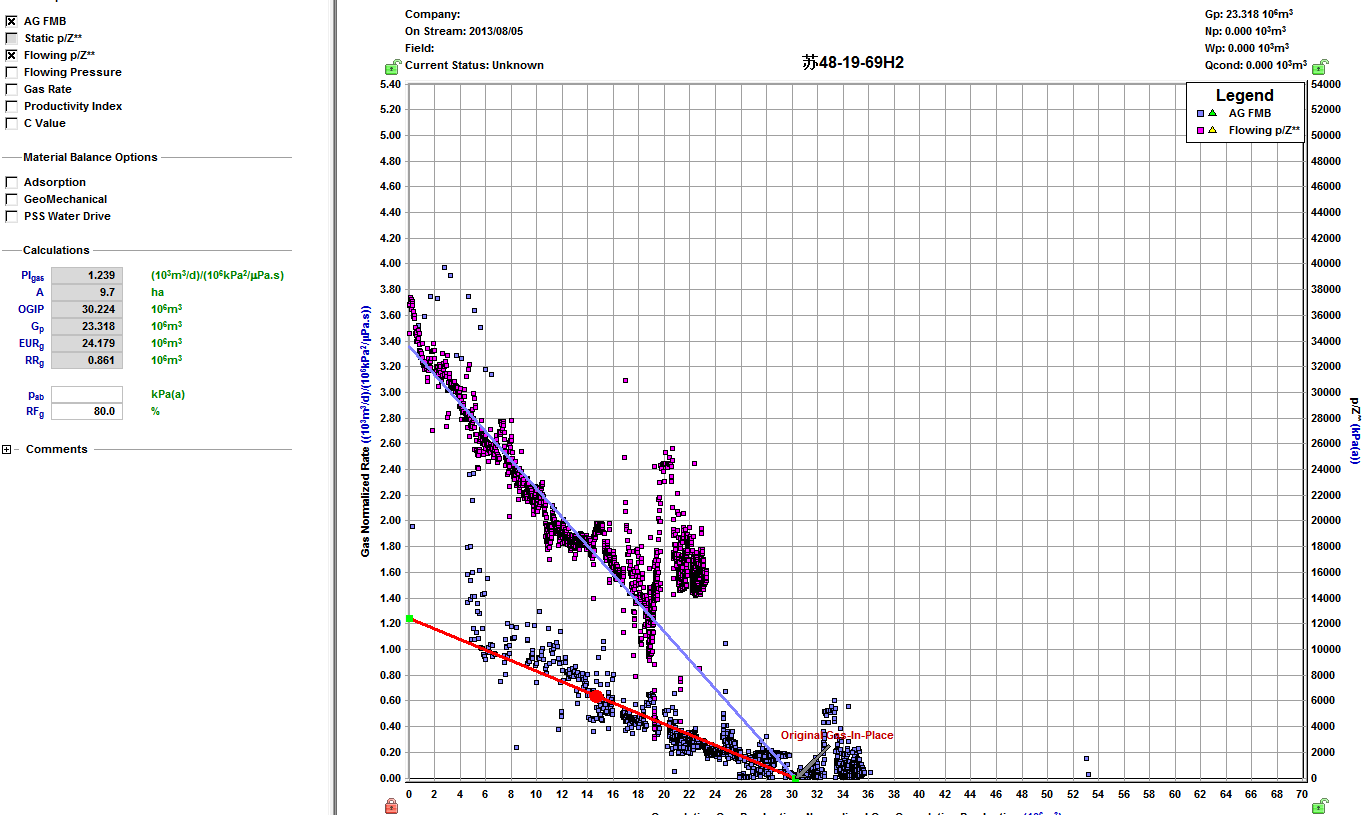 AG FMB
Static p/Z**
Flowing p/Z**
Flowing Pressure
Gas Rate
Productivity Index
C Value
Material Balance Options
Adsorption
GeoMechanical
PSS Water Drive
Calculations
PIgas 1.239 (10³m³/d)/(10⁶kPa²/µPa.s)
A 9.7 ha
OGIP 30.224 10⁶m³
Gp 23.318 10⁶m³
EURg 24.179 10⁶m³
RRg 0.861 10⁶m³
pab kPa(a)
RFg 80.0 %
Comments
Company:
On Stream: 2013/08/05
Field:
Current Status: Unknown
苏48-19-69H2
Gp: 23.318 10⁶m³
Np: 0.000 10³m³
Wp: 0.000 10³m³
Qcond: 0.000 10³m³
Legend
AG FMB
Flowing p/Z**
Gas Normalized Rate ((10³m³/d)/(10⁶kPa²/µPa.s))
5.40
5.20
5.00
4.80
4.60
4.40
4.20
4.00
3.80
3.60
3.40
3.20
3.00
2.80
2.60
2.40
2.20
2.00
1.80
1.60
1.40
1.20
1.00
0.80
0.60
0.40
0.20
0.00
Original Gas-In-Place
54000
52000
50000
48000
46000
44000
42000
40000
38000
36000
34000
32000
30000
28000
26000
24000
22000
20000
18000
16000
14000
12000
10000
8000
6000
4000
2000
0
p/Z** (kPa(a))
0 2 4 6 8 10 12 14 16 18 20 22 24 26 28 30 32 34 36 38 40 42 44 46 48 50 52 54 56 58 60 62 64 66 68 70